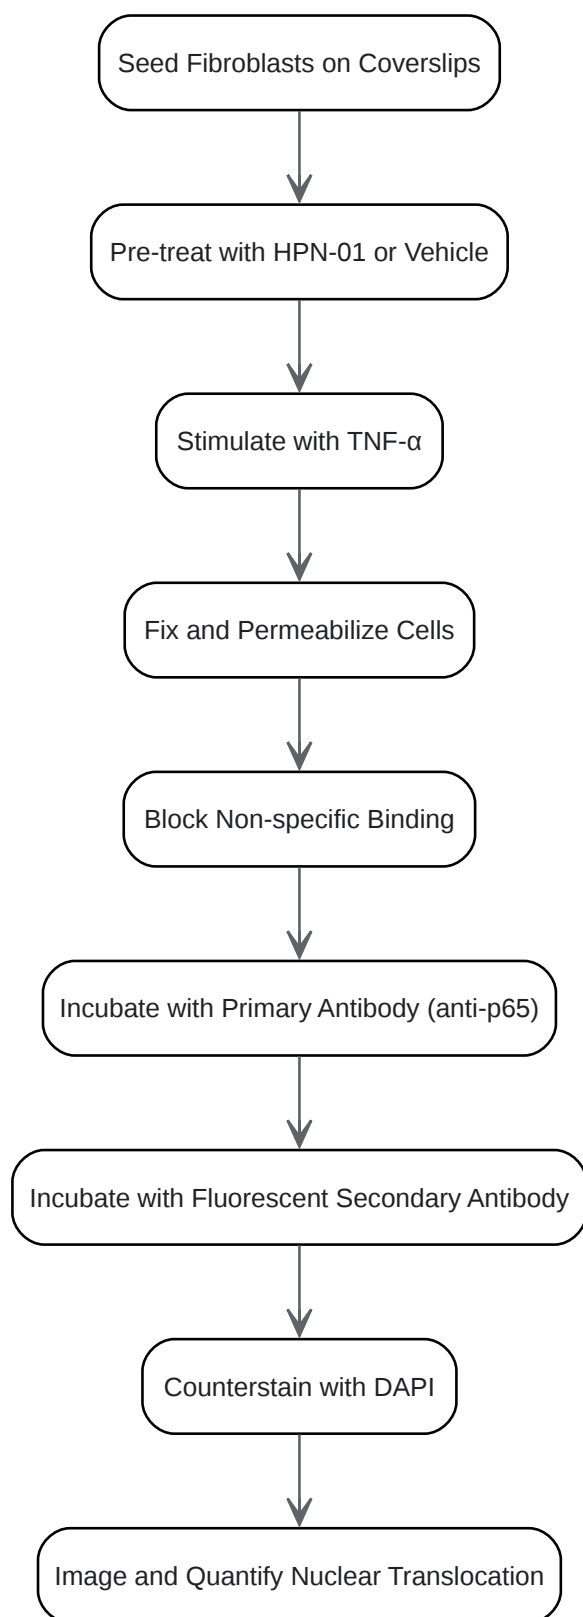 Seed Fibroblasts on Coverslips
Pre-treat with HPN-01 or Vehicle
Stimulate with TNF-α
Fix and Permeabilize Cells
Block Non-specific Binding
Incubate with Primary Antibody (anti-p65)
Incubate with Fluorescent Secondary Antibody
Counterstain with DAPI
Image and Quantify Nuclear Translocation